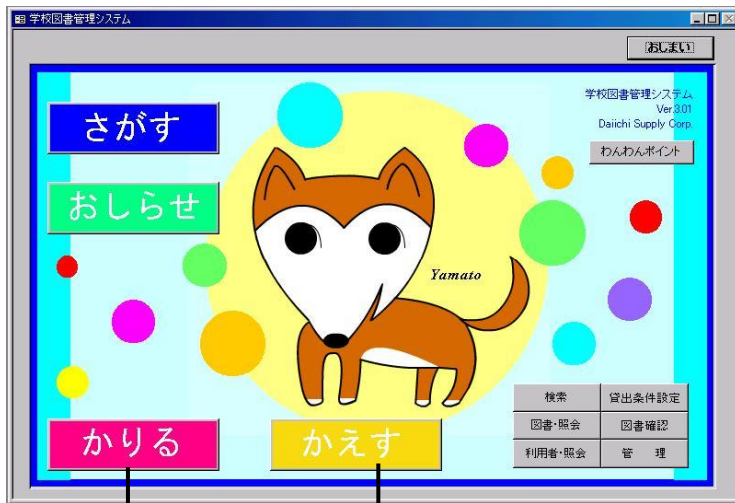 学校図書管理システム
おしまい
さがす
学校図書管理システム
Ver.3.01
Daiichi Supply Corp.
わんわんポイント
おしらせ
Yamato
検索
貸出条件設定
図書・照会
図書確認
利用者・照会
管　理
かりる
かえす